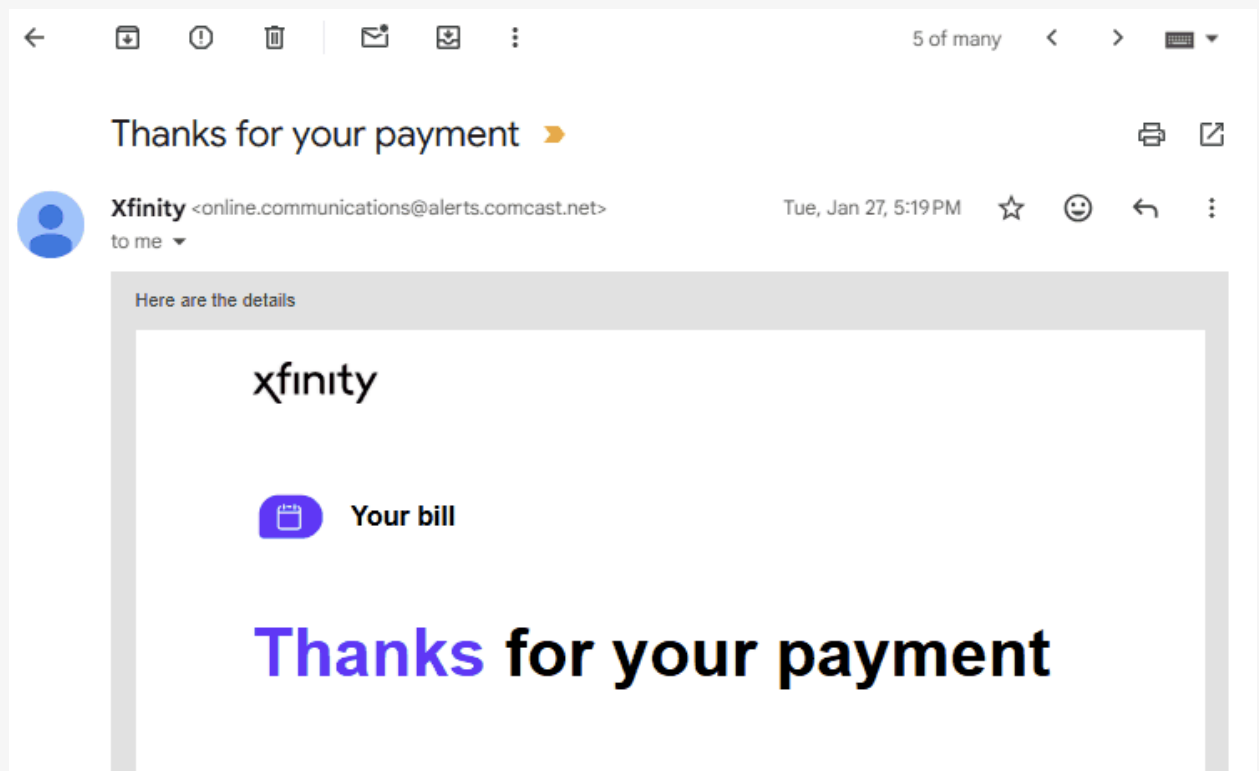 5 of many
Thanks for your payment
Xfinity <online.communications@alerts.comcast.net> Tue, Jan 27, 5:19 PM
to me
Here are the details
xfinity
Your bill
Thanks for your payment